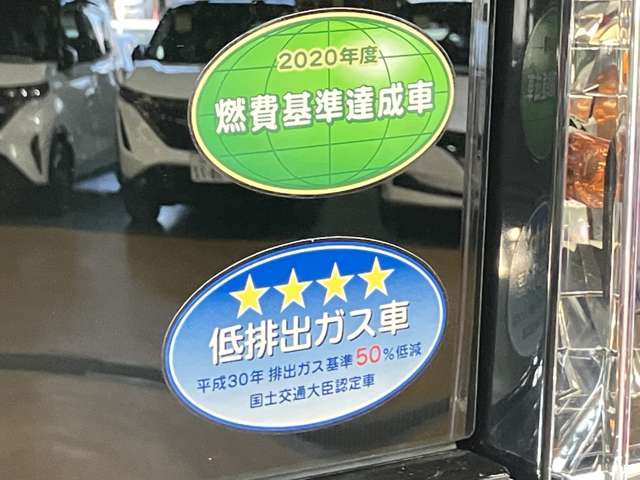 2020年度
燃費基準達成車
低排出ガス車
平成30年 排出ガス基準50%低減
国土交通大臣認定車